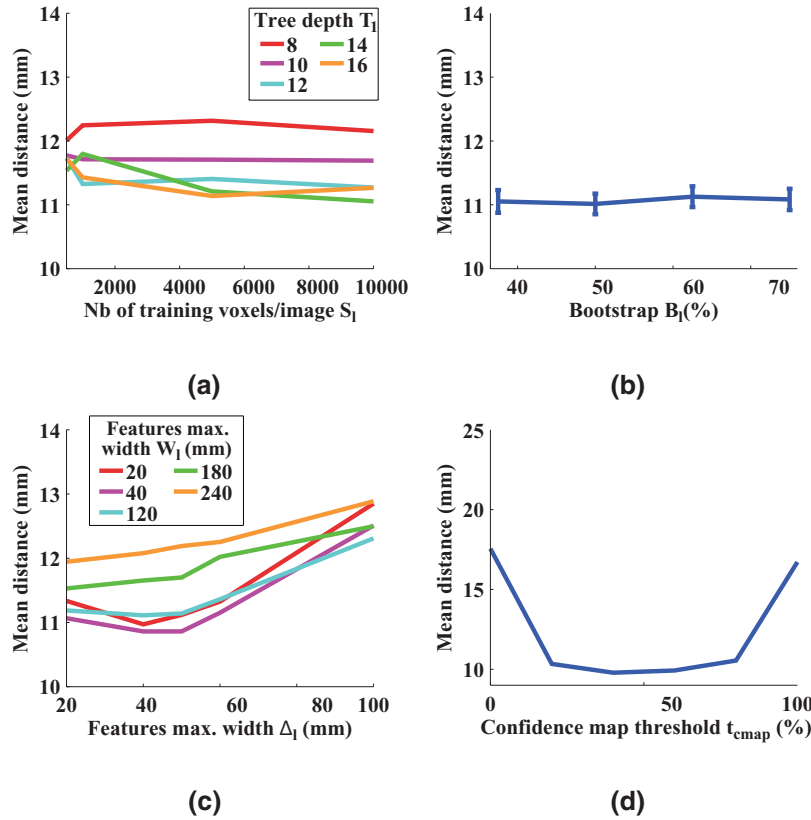 14
13
12
11
10
Mean distance (mm)
Tree depth T_l
8 14
10 16
12
2000 4000 6000 8000 10000
Nb of training voxels/image S_l
(a)
14
13
12
11
10
Mean distance (mm)
40 50 60 70
Bootstrap B_l(%)
(b)
14
13
12
11
10
Mean distance (mm)
Features max.
width W_l (mm)
20 180
40 240
120
20 40 60 80 100
Features max. width Δ_l (mm)
(c)
25
20
15
10
Mean distance (mm)
0 50 100
Confidence map threshold t_cmap (%)
(d)